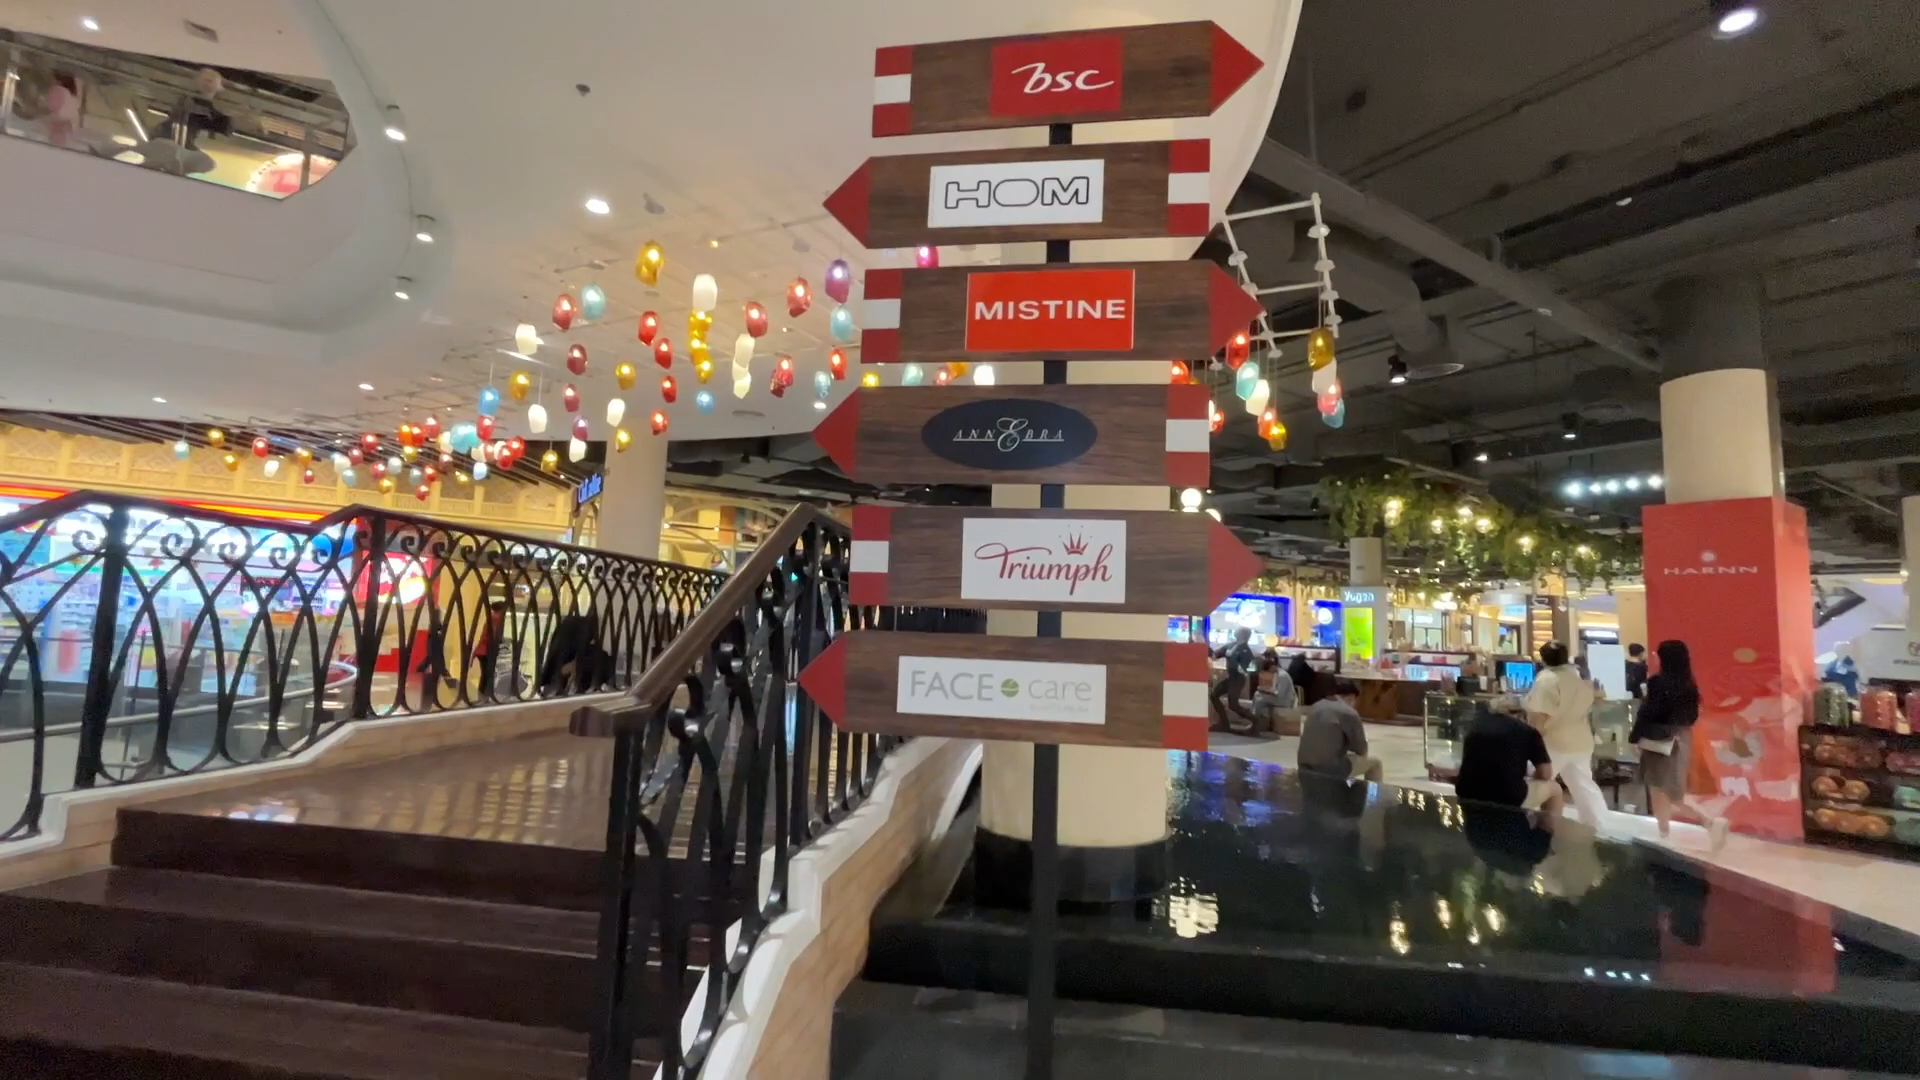 bsc
HOM
MISTINE
ANNEBRA
Triumph
FACE care
HARNN